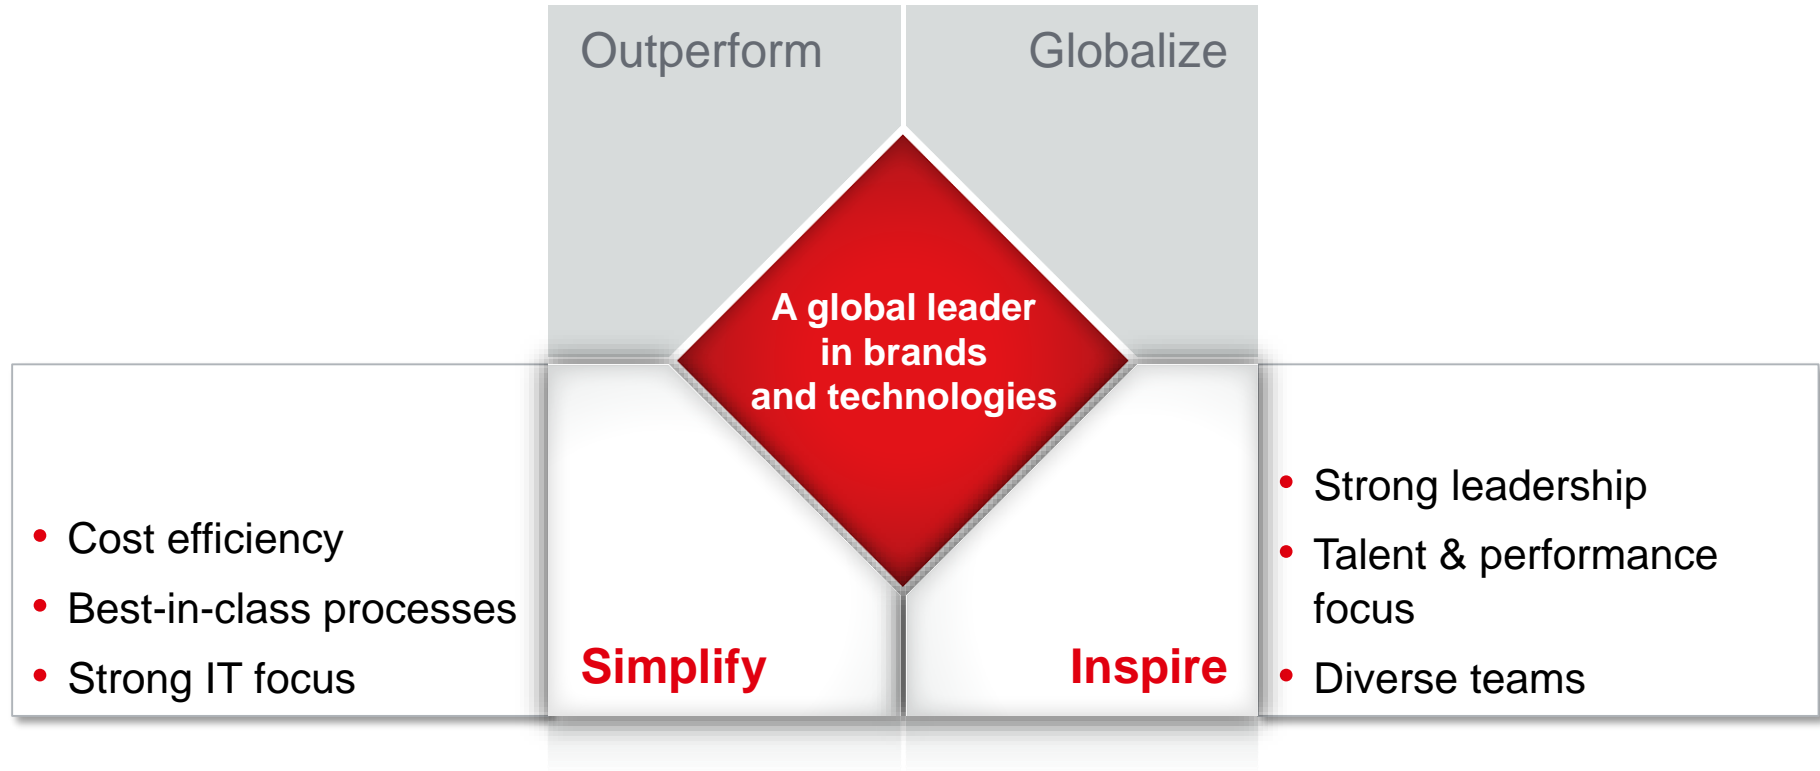 Outperform
Globalize
A global leader
in brands
and technologies
• Cost efficiency
• Best-in-class processes
• Strong IT focus
Simplify
Inspire
• Strong leadership
• Talent & performance
focus
• Diverse teams